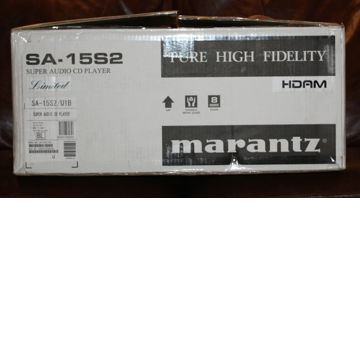 SA-15S2
SUPER AUDIO CD PLAYER
Limited
SA-15S2/U1B
SUPER AUDIO CD PLAYER
PURE HIGH FIDELITY
HDAM
UP
8
marantz